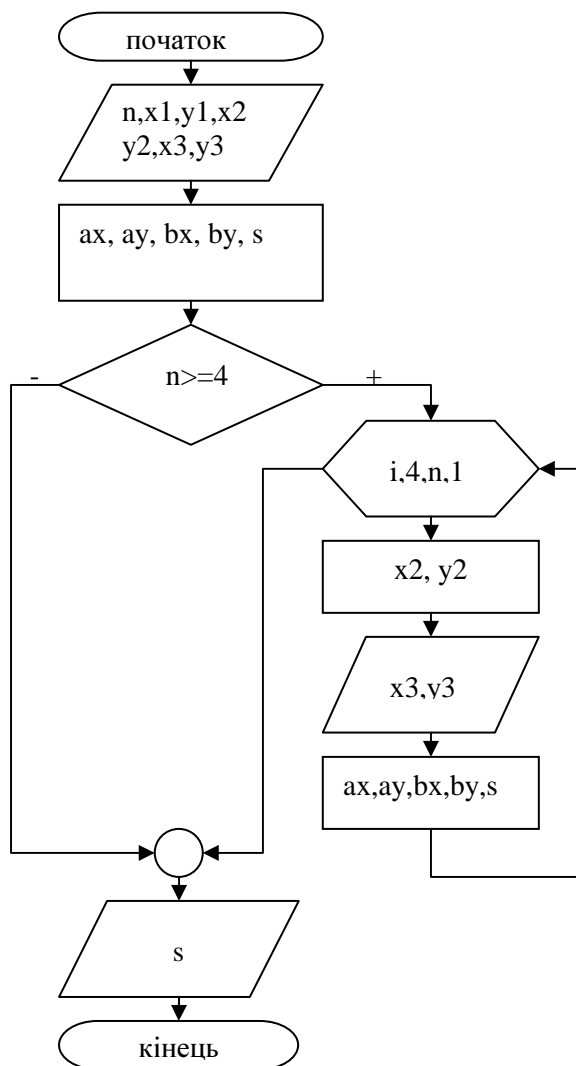 початок
n,x1,y1,x2
y2,x3,y3
ax, ay, bx, by, s
n>=4
-
+
i,4,n,1
x2, y2
x3,y3
ax,ay,bx,by,s
s
кінець